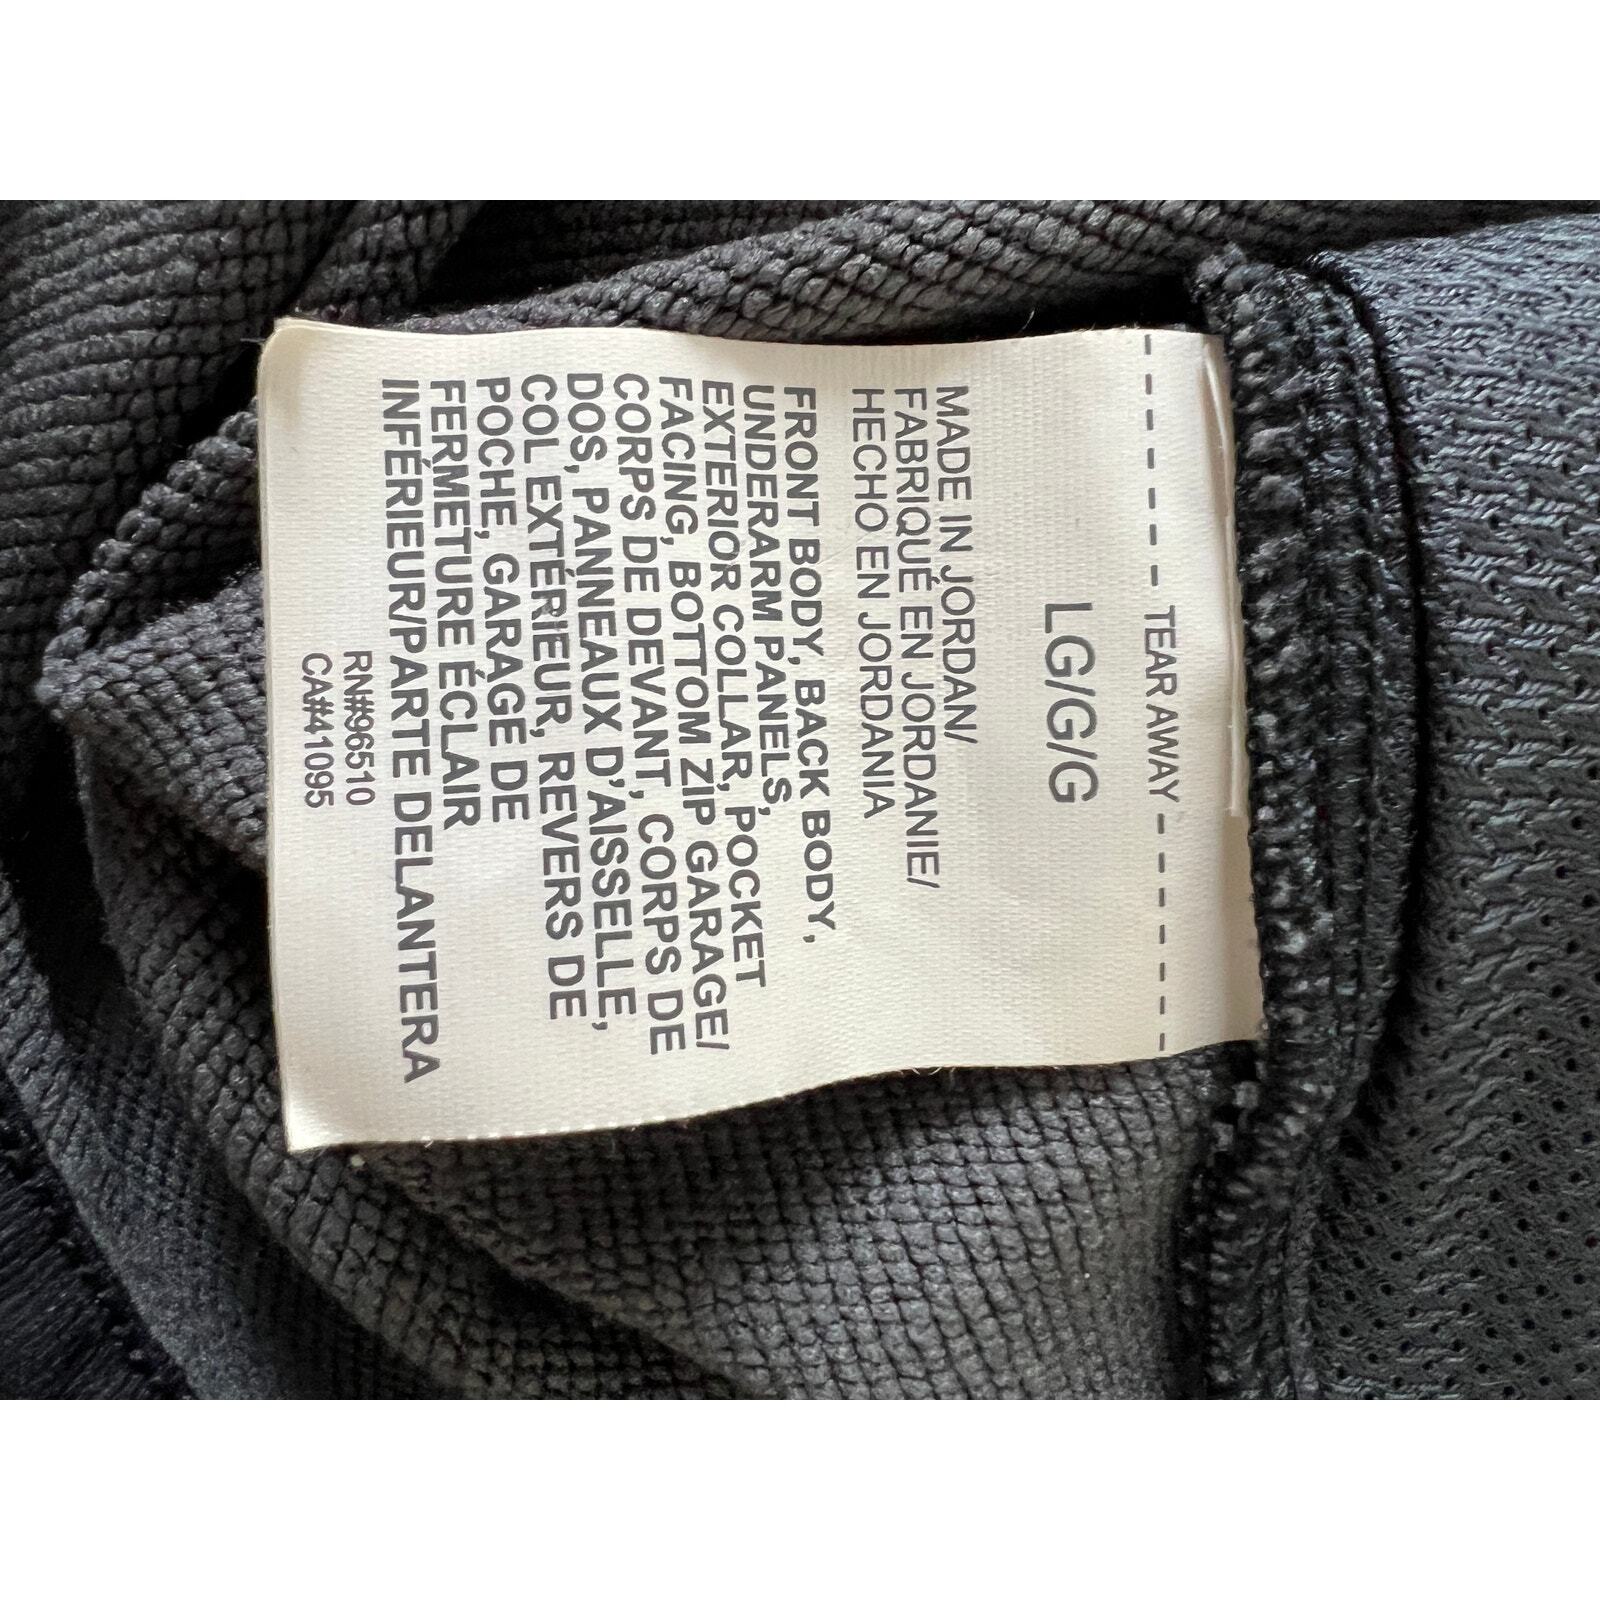 - - - - - - TEAR AWAY - - - - - -
LG/G/G
MADE IN JORDAN/
FABRIQUÉ EN JORDANIE/
HECHO EN JORDANIA
FRONT BODY, BACK BODY,
UNDERARM PANELS,
EXTERIOR COLLAR, POCKET
FACING, BOTTOM ZIP GARAGE/
CORPS DE DEVANT, CORPS DE
DOS, PANNEAUX D'AISSELLE,
COL EXTÉRIEUR, REVERS DE
POCHE, GARAGE DE
FERMETURE ÉCLAIR
INFÉRIEUR/PARTE DELANTERA
RN#96510
CA#41095